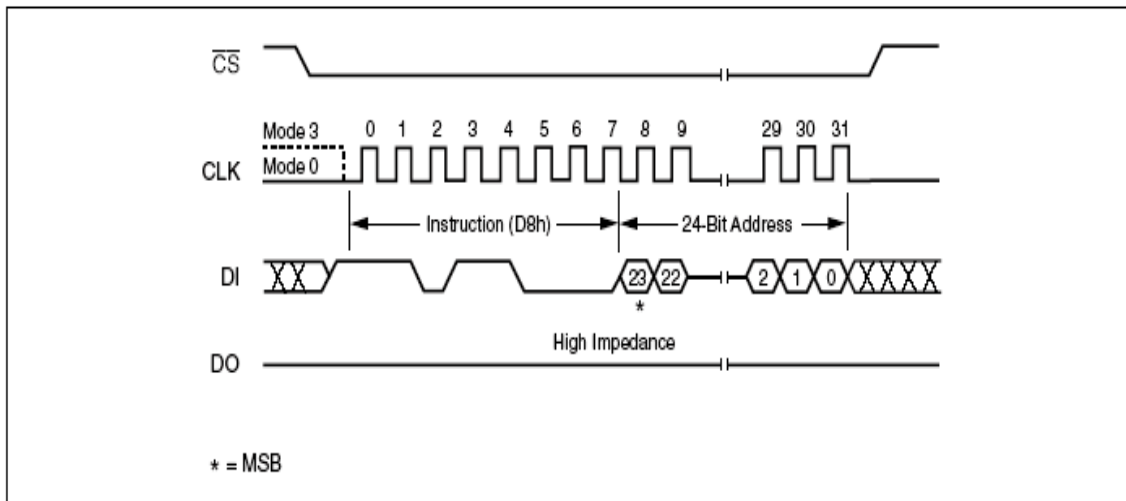 CS
Mode 3 0 1 2 3 4 5 6 7 8 9 29 30 31
CLK Mode 0
Instruction (D8h) 24-Bit Address
DI 23 22 2 1 0
*
High Impedance
DO
* = MSB